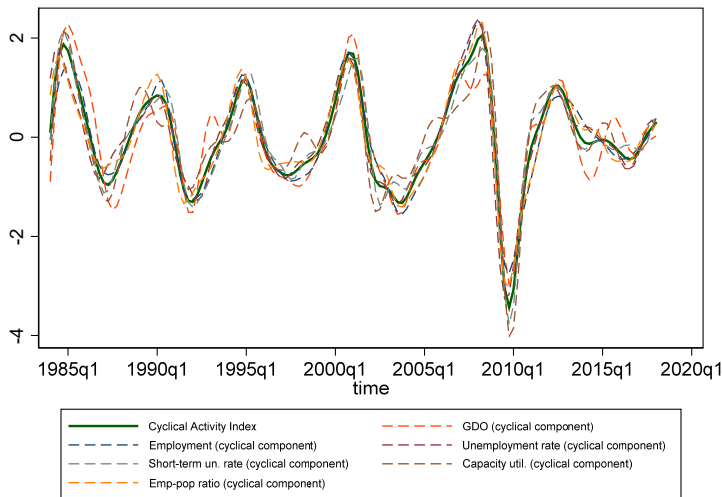 2
0
-2
-4
1985q1 1990q1 1995q1 2000q1 2005q1 2010q1 2015q1 2020q1
time
Cyclical Activity Index GDO (cyclical component)
Employment (cyclical component) Unemployment rate (cyclical component)
Short-term un. rate (cyclical component) Capacity util. (cyclical component)
Emp-pop ratio (cyclical component)